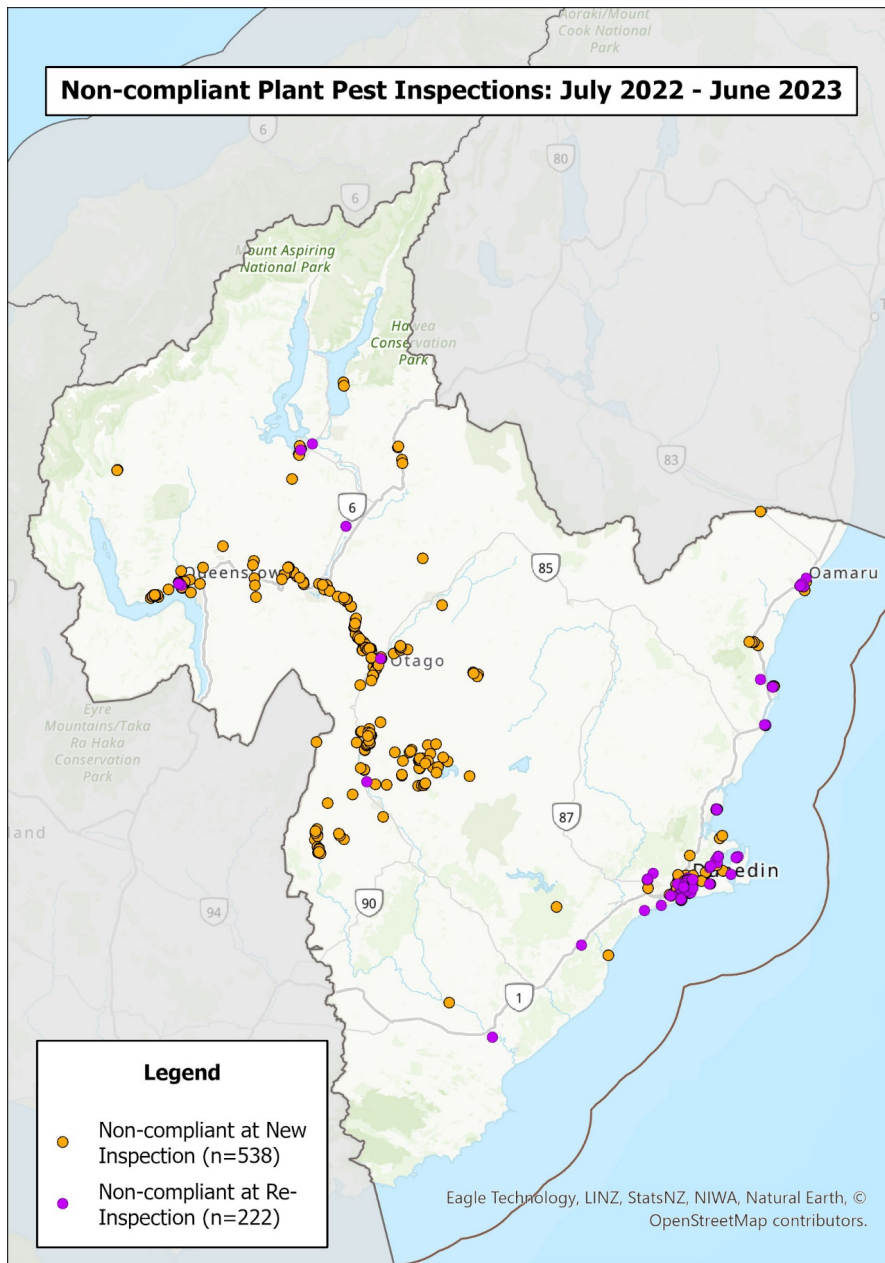 Aoraki/Mount
Cook National
Park
Non-compliant Plant Pest Inspections: July 2022 - June 2023
6
80
6
Mount Aspiring
National Park
Hawea
Conservation
Park
83
6
85
Queenstown
Oamaru
Otago
Eyre
Mountains/Taka
Ra Haka
Conservation
Park
87
land
Dunedin
94
90
1
Legend
Non-compliant at New
Inspection (n=538)
Non-compliant at Re-
Inspection (n=222)
Eagle Technology, LINZ, StatsNZ, NIWA, Natural Earth, ©
OpenStreetMap contributors.